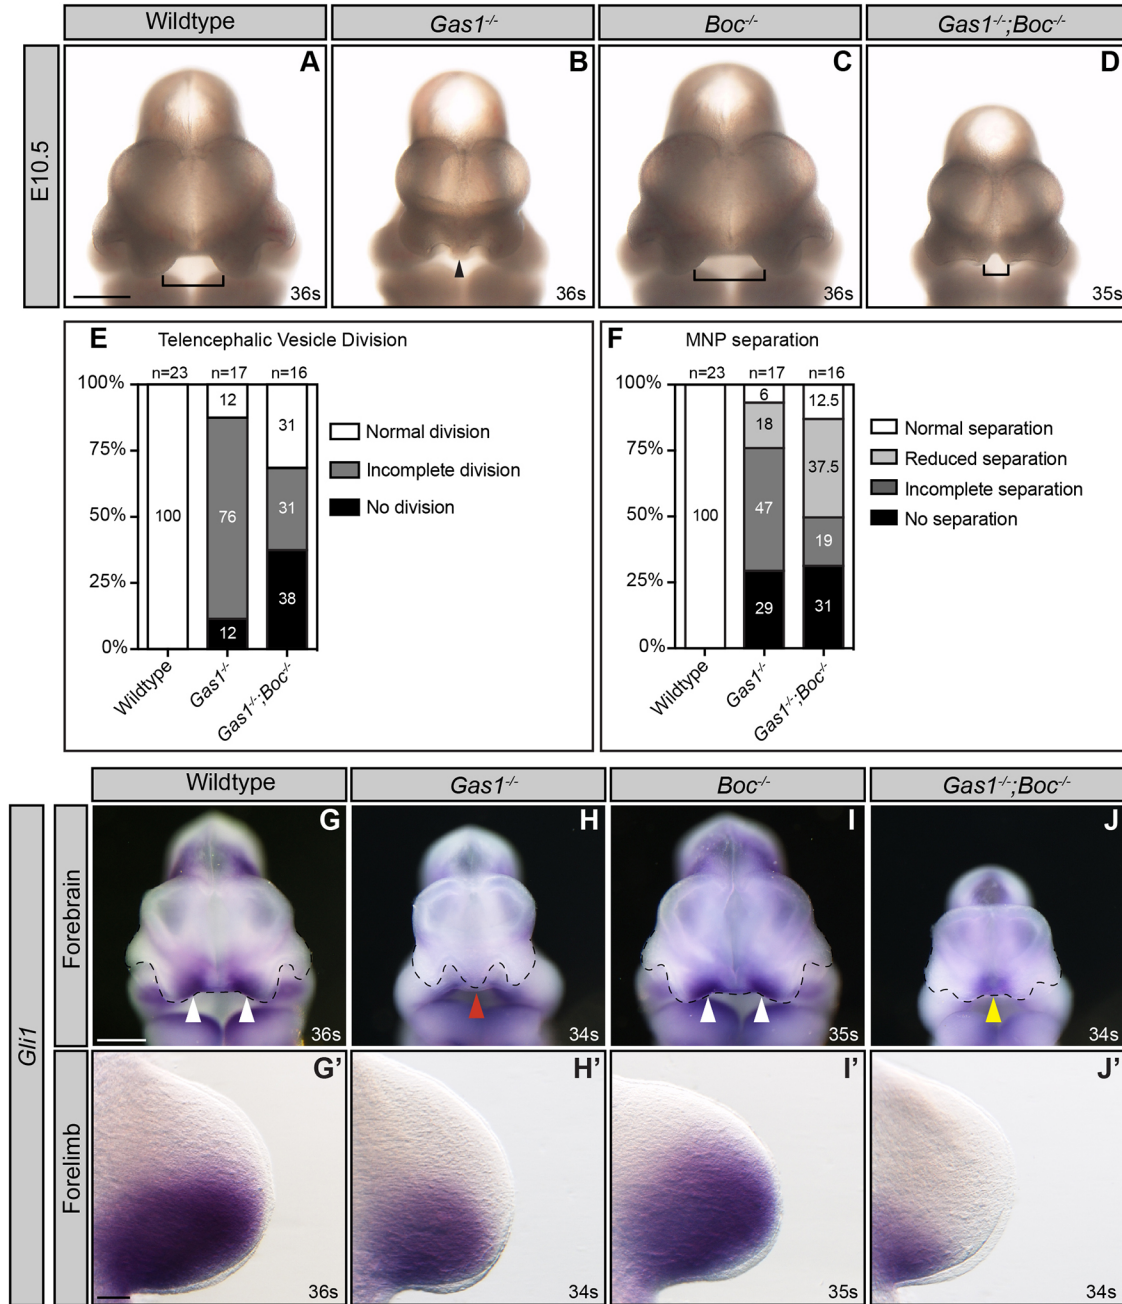 Wildtype
Gas1-/-
Boc-/-
Gas1-/-;Boc-/-
E10.5
A
B
C
D
36s
36s
36s
35s
E
Telencephalic Vesicle Division
n=23 n=17 n=16
100%
75%
50%
25%
0%
100
12
76
12
31
31
38
Wildtype
Gas1-/-
Gas1-/-;Boc-/-
Normal division
Incomplete division
No division
F
MNP separation
n=23 n=17 n=16
100%
75%
50%
25%
0%
100
6
18
47
29
12.5
37.5
19
31
Wildtype
Gas1-/-
Gas1-/-;Boc-/-
Normal separation
Reduced separation
Incomplete separation
No separation
Wildtype
Gas1-/-
Boc-/-
Gas1-/-;Boc-/-
Gli1
Forebrain
G
H
I
J
36s
34s
35s
34s
Forelimb
G’
H’
I’
J’
36s
34s
35s
34s